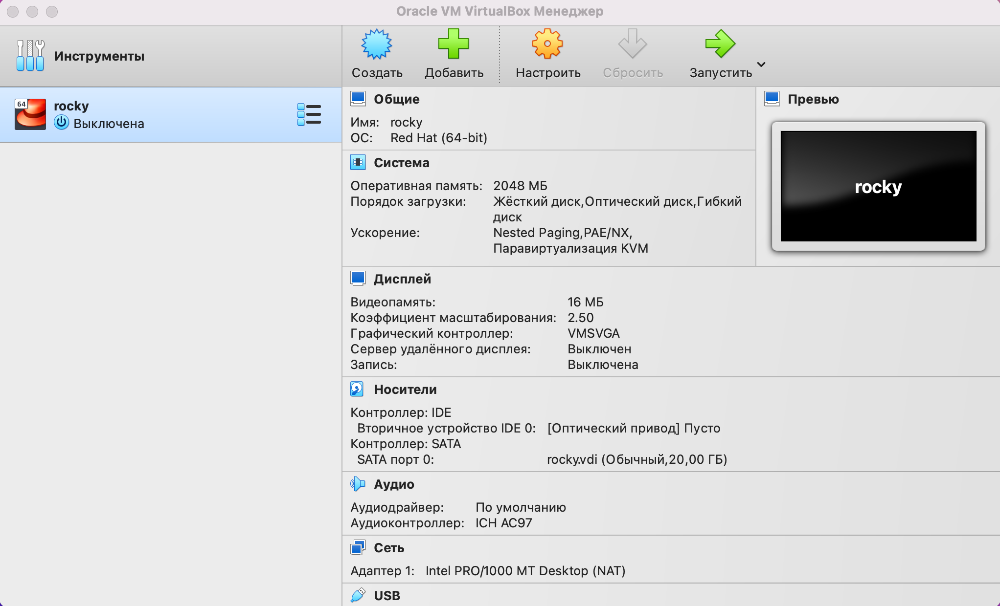 Oracle VM VirtualBox Менеджер
Инструменты
Создать
Добавить
Настроить
Сбросить
Запустить
64
rocky
Выключена
Общие
Имя: rocky
ОС: Red Hat (64-bit)
Превью
rocky
Система
Оперативная память: 2048 МБ
Порядок загрузки: Жёсткий диск,Оптический диск,Гибкий
диск
Ускорение: Nested Paging,PAE/NX,
Паравиртуализация KVM
Дисплей
Видеопамять: 16 МБ
Коэффициент масштабирования: 2.50
Графический контроллер: VMSVGA
Сервер удалённого дисплея: Выключен
Запись: Выключена
Носители
Контроллер: IDE
Вторичное устройство IDE 0: [Оптический привод] Пусто
Контроллер: SATA
SATA порт 0: rocky.vdi (Обычный,20,00 ГБ)
Аудио
Аудиодрайвер: По умолчанию
Аудиоконтроллер: ICH AC97
Сеть
Адаптер 1: Intel PRO/1000 MT Desktop (NAT)
USB